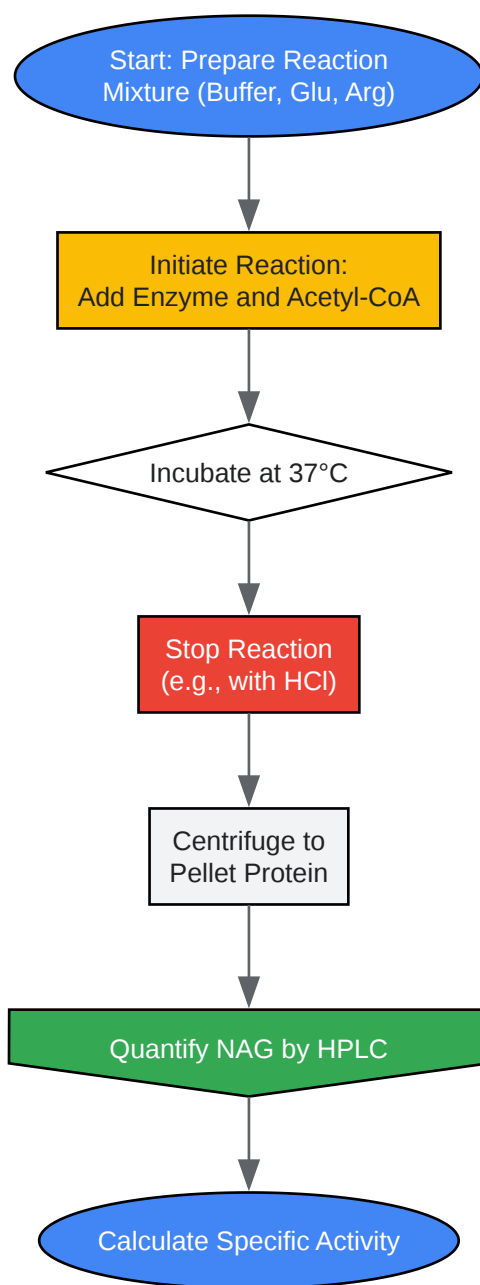 Start: Prepare Reaction
Mixture (Buffer, Glu, Arg)
Initiate Reaction:
Add Enzyme and Acetyl-CoA
Incubate at 37°C
Stop Reaction
(e.g., with HCl)
Centrifuge to
Pellet Protein
Quantify NAG by HPLC
Calculate Specific Activity